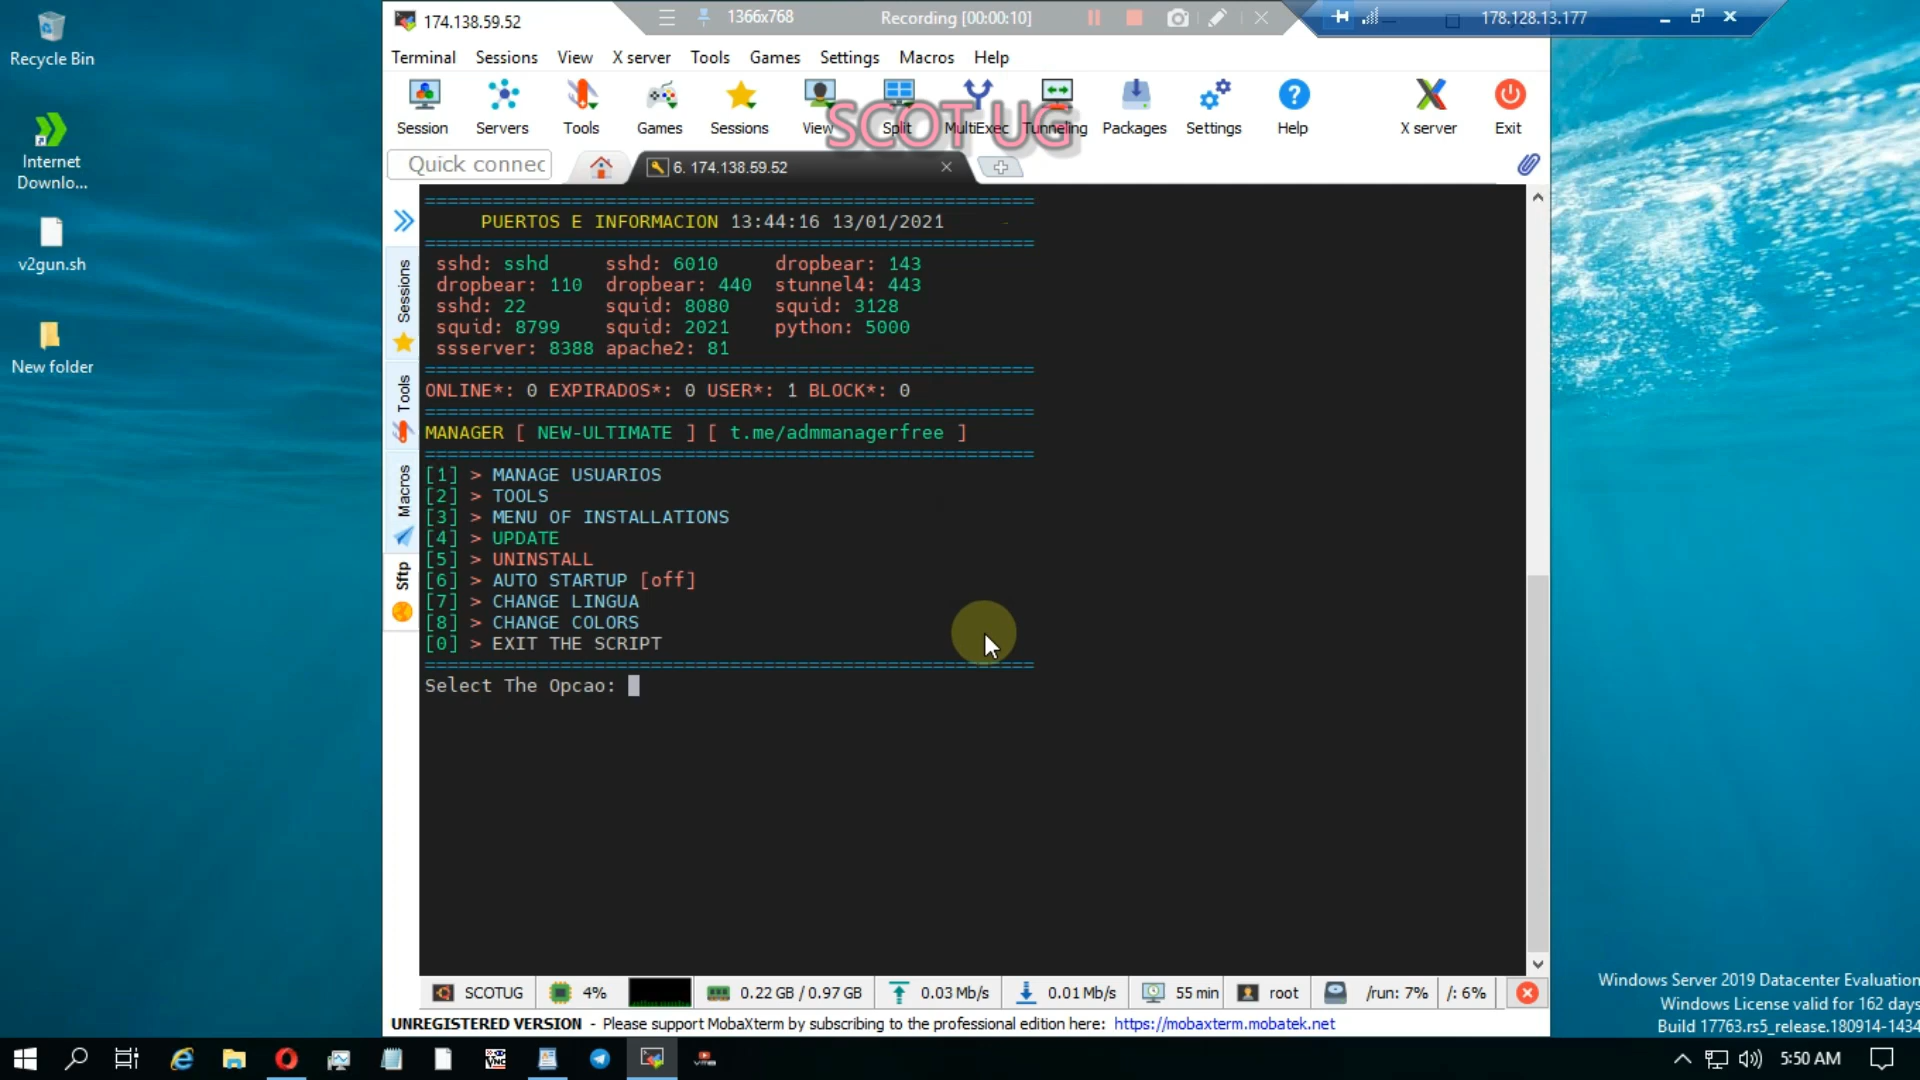 Recycle Bin
Internet
Downlo...
v2gun.sh
New folder
174.138.59.52
1366x768
Recording [00:00:10]
178.128.13.177
Terminal Sessions View X server Tools Games Settings Macros Help
Session Servers Tools Games Sessions View Split MultiExec Tunneling Packages Settings Help X server Exit
SCOT UG
Quick connec
6. 174.138.59.52
Sessions
Tools
Macros
Sftp
PUERTOS E INFORMACION 13:44:16 13/01/2021 -
sshd: sshd sshd: 6010 dropbear: 143
dropbear: 110 dropbear: 440 stunnel4: 443
sshd: 22 squid: 8080 squid: 3128
squid: 8799 squid: 2021 python: 5000
ssserver: 8388 apache2: 81
ONLINE*: 0 EXPIRADOS*: 0 USER*: 1 BLOCK*: 0
MANAGER [ NEW-ULTIMATE ] [ t.me/admmanagerfree ]
[1] > MANAGE USUARIOS
[2] > TOOLS
[3] > MENU OF INSTALLATIONS
[4] > UPDATE
[5] > UNINSTALL
[6] > AUTO STARTUP [off]
[7] > CHANGE LINGUA
[8] > CHANGE COLORS
[0] > EXIT THE SCRIPT
Select The Opcao:
SCOTUG 4% 0.22 GB / 0.97 GB 0.03 Mb/s 0.01 Mb/s 55 min root /run: 7% /: 6%
UNREGISTERED VERSION - Please support MobaXterm by subscribing to the professional edition here: https://mobaxterm.mobatek.net
Windows Server 2019 Datacenter Evaluation
Windows License valid for 162 days
Build 17763.rs5_release.180914-1434
5:50 AM